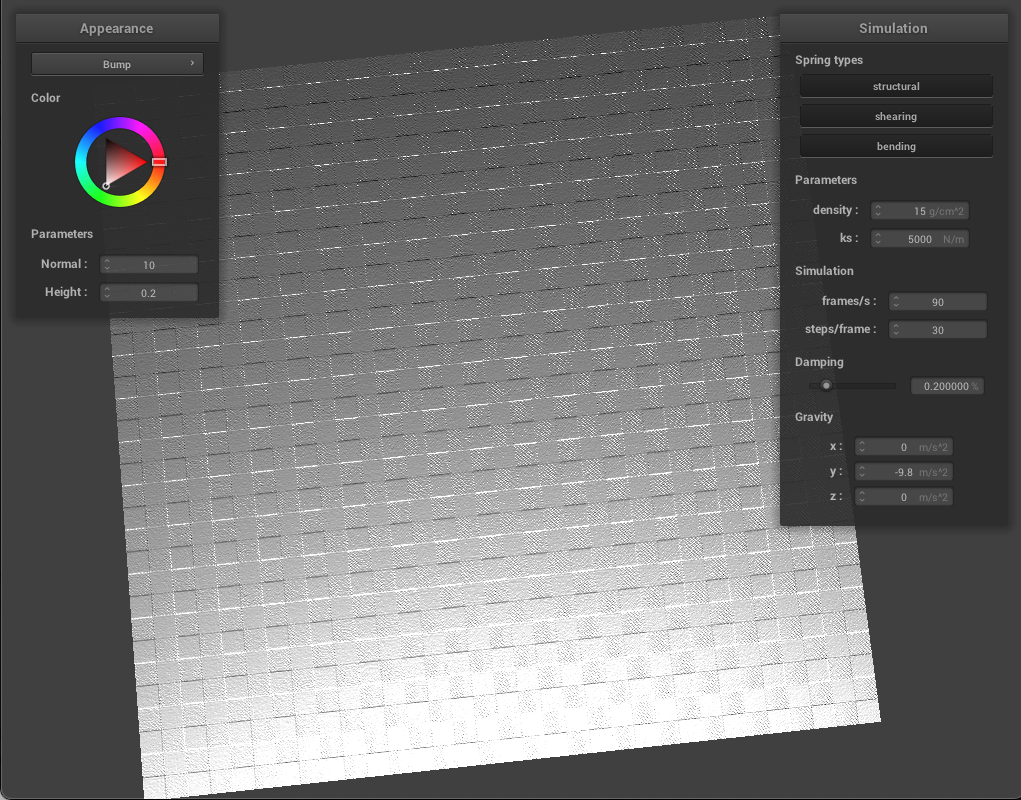 Appearance
Bump
Color
Parameters
Normal :
10
Height :
0.2
Simulation
Spring types
structural
shearing
bending
Parameters
density :
15 g/cm^2
ks :
5000 N/m
Simulation
frames/s :
90
steps/frame :
30
Damping
0.200000 %
Gravity
x :
0 m/s^2
y :
-9.8 m/s^2
z :
0 m/s^2